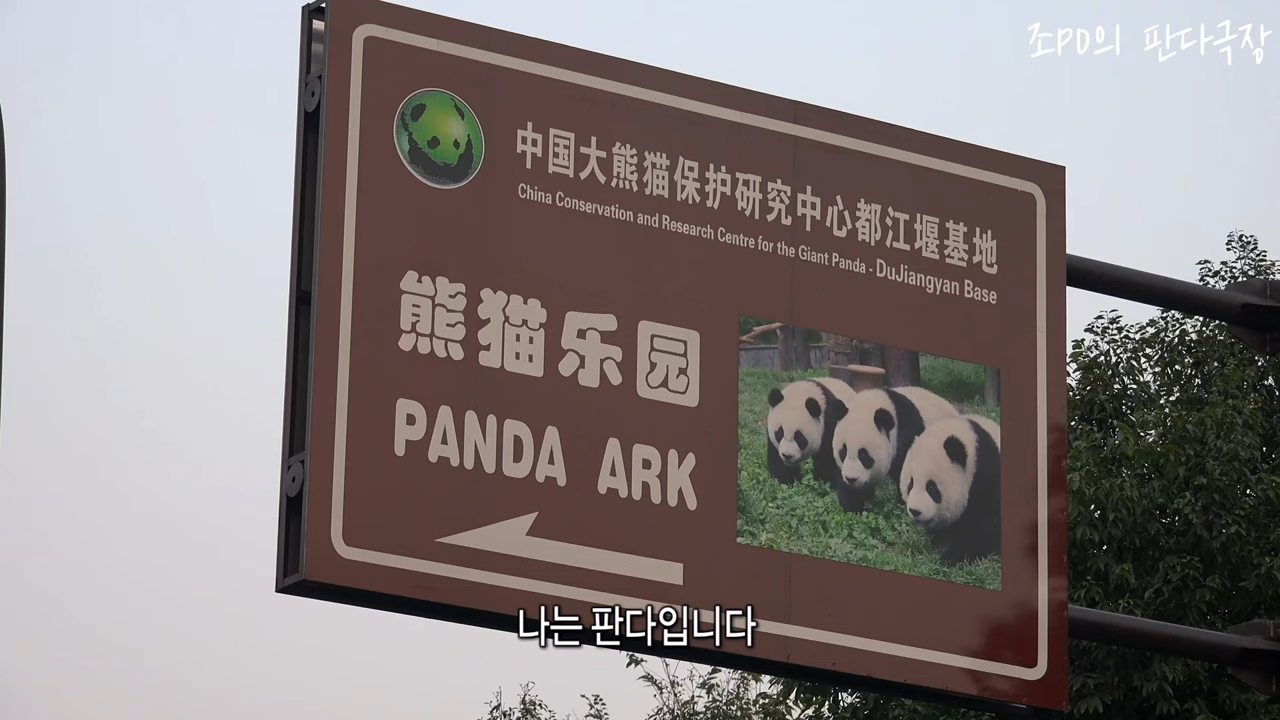 조PD의 판다극장
中国大熊猫保护研究中心都江堰基地
China Conservation and Research Centre for the Giant Panda - DuJiangyan Base
熊猫乐园
PANDA ARK
나는 판다입니다